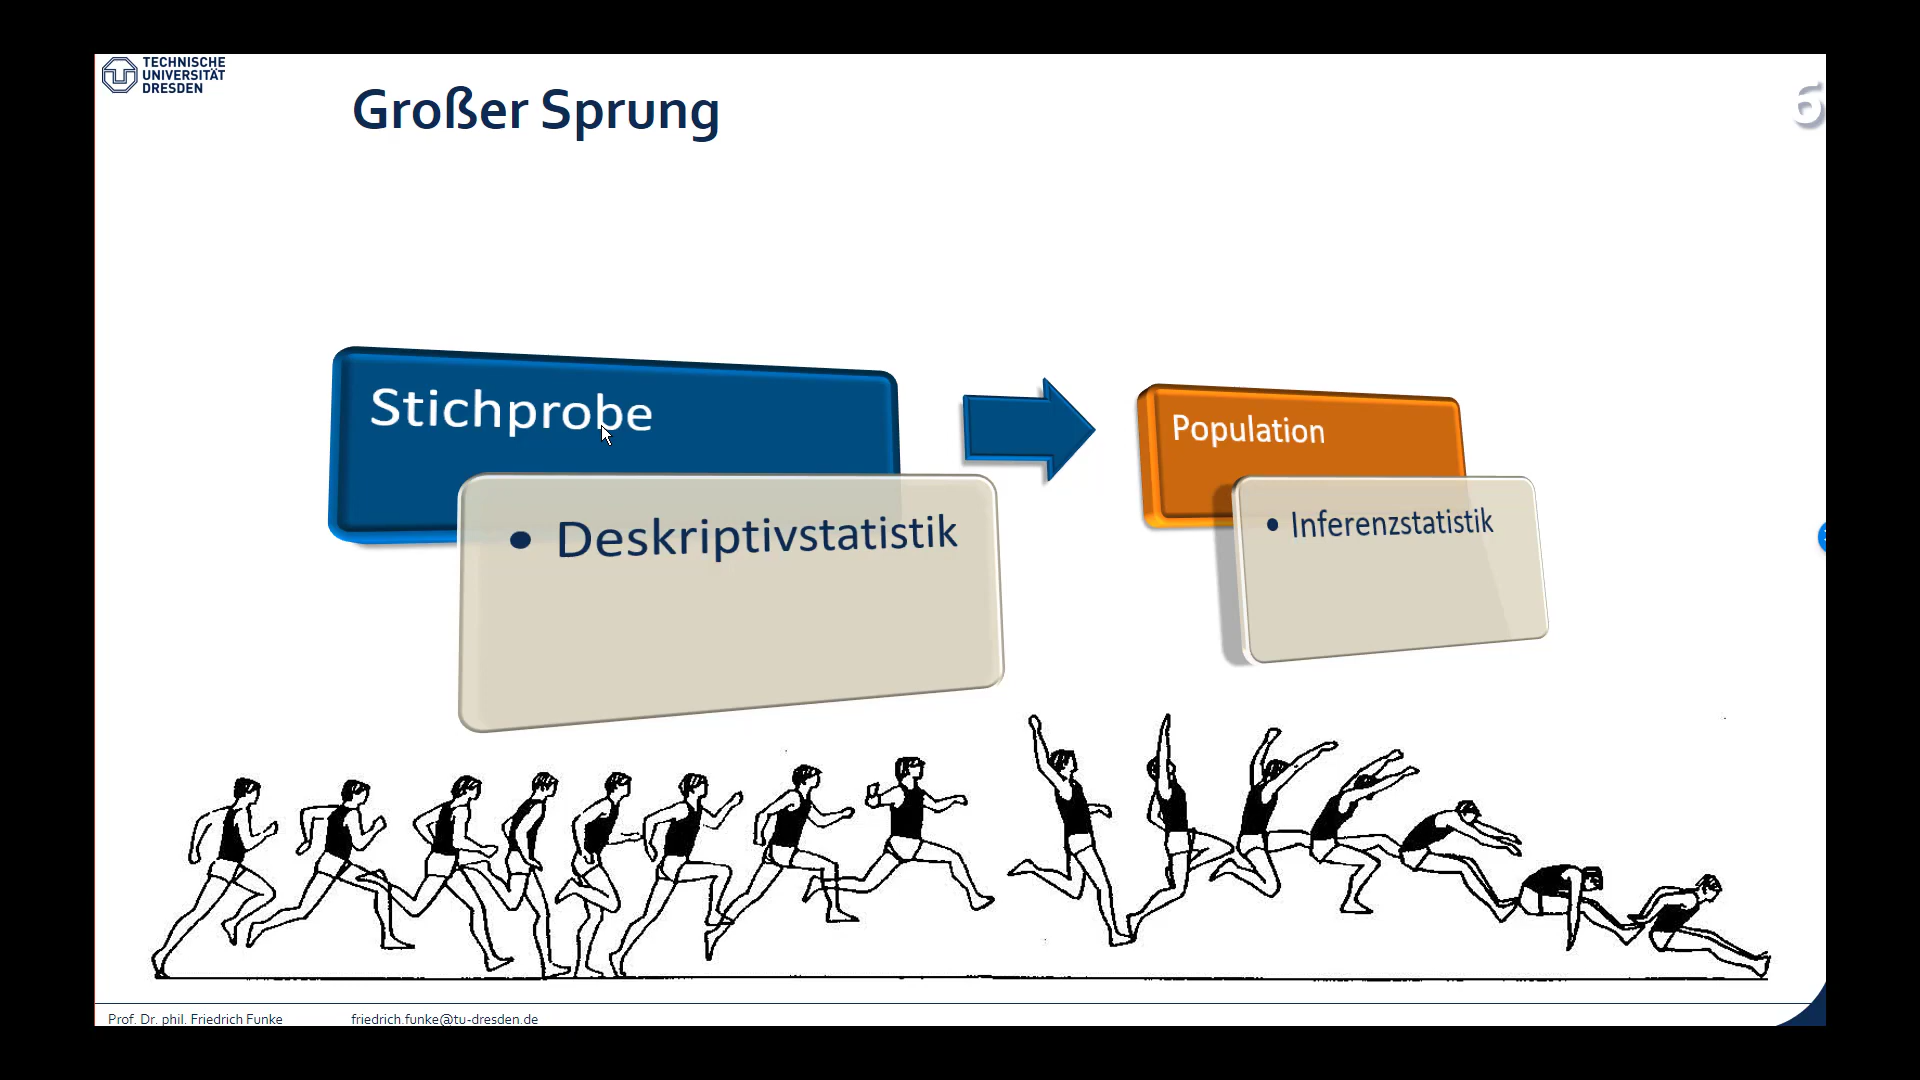 TECHNISCHE
UNIVERSITÄT
DRESDEN
Großer Sprung
6
Stichprobe
• Deskriptivstatistik
Population
• Inferenzstatistik
Prof. Dr. phil. Friedrich Funke
friedrich.funke@tu-dresden.de